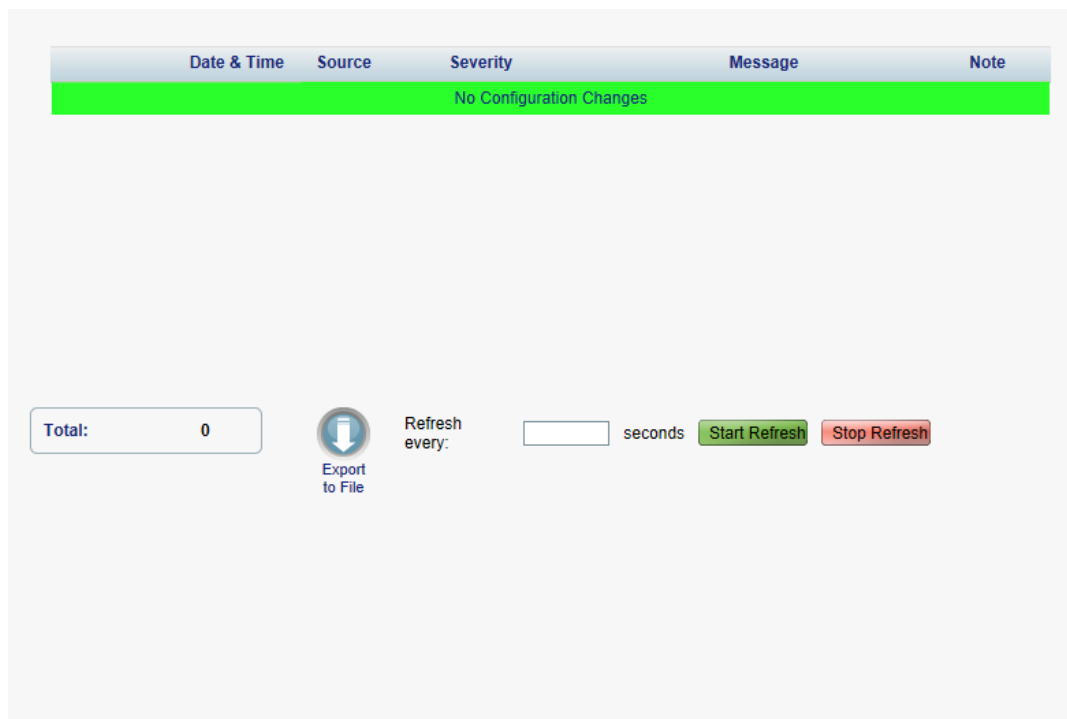 Date & Time Source Severity Message Note
No Configuration Changes
Total: 0
Export
to File
Refresh
every:
seconds
Start Refresh
Stop Refresh